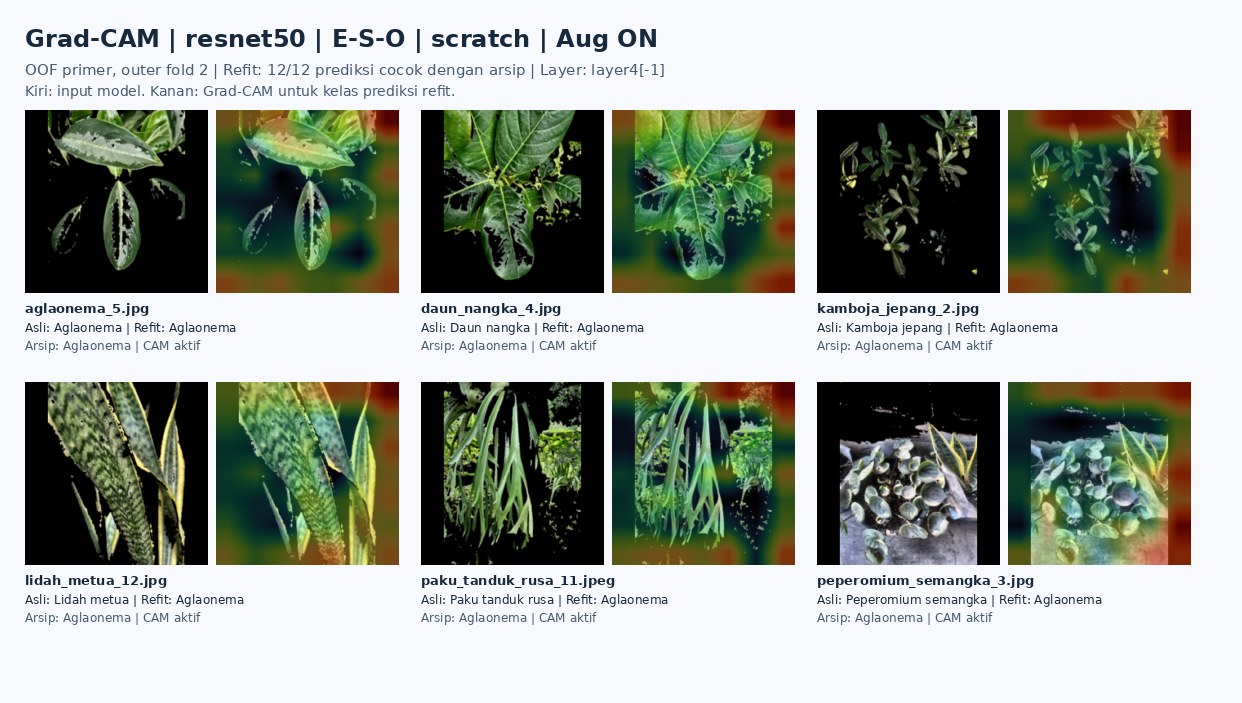 Grad-CAM | resnet50 | E-S-O | scratch | Aug ON
OOF primer, outer fold 2 | Refit: 12/12 prediksi cocok dengan arsip | Layer: layer4[-1]
Kiri: input model. Kanan: Grad-CAM untuk kelas prediksi refit.
aglaonema_5.jpg
Asli: Aglaonema | Refit: Aglaonema
Arsip: Aglaonema | CAM aktif
daun_nangka_4.jpg
Asli: Daun nangka | Refit: Aglaonema
Arsip: Aglaonema | CAM aktif
kamboja_jepang_2.jpg
Asli: Kamboja jepang | Refit: Aglaonema
Arsip: Aglaonema | CAM aktif
lidah_metua_12.jpg
Asli: Lidah metua | Refit: Aglaonema
Arsip: Aglaonema | CAM aktif
paku_tanduk_rusa_11.jpeg
Asli: Paku tanduk rusa | Refit: Aglaonema
Arsip: Aglaonema | CAM aktif
peperomium_semangka_3.jpg
Asli: Peperomium semangka | Refit: Aglaonema
Arsip: Aglaonema | CAM aktif